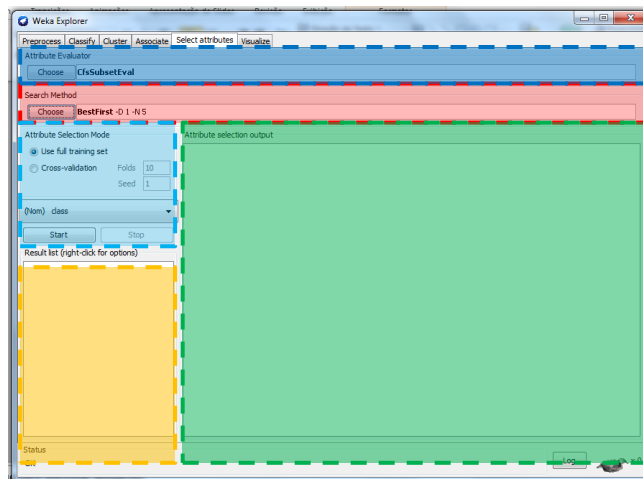 Weka Explorer
Preprocess Classify Cluster Associate Select attributes Visualize
Attribute Evaluator
Choose CfsSubsetEval
Search Method
Choose BestFirst -D 1 -N 5
Attribute Selection Mode
Use full training set
Cross-validation Folds 10
Seed 1
(Nom) class
Start Stop
Result list (right-click for options)
Attribute selection output
Status
OK
Log
x 0